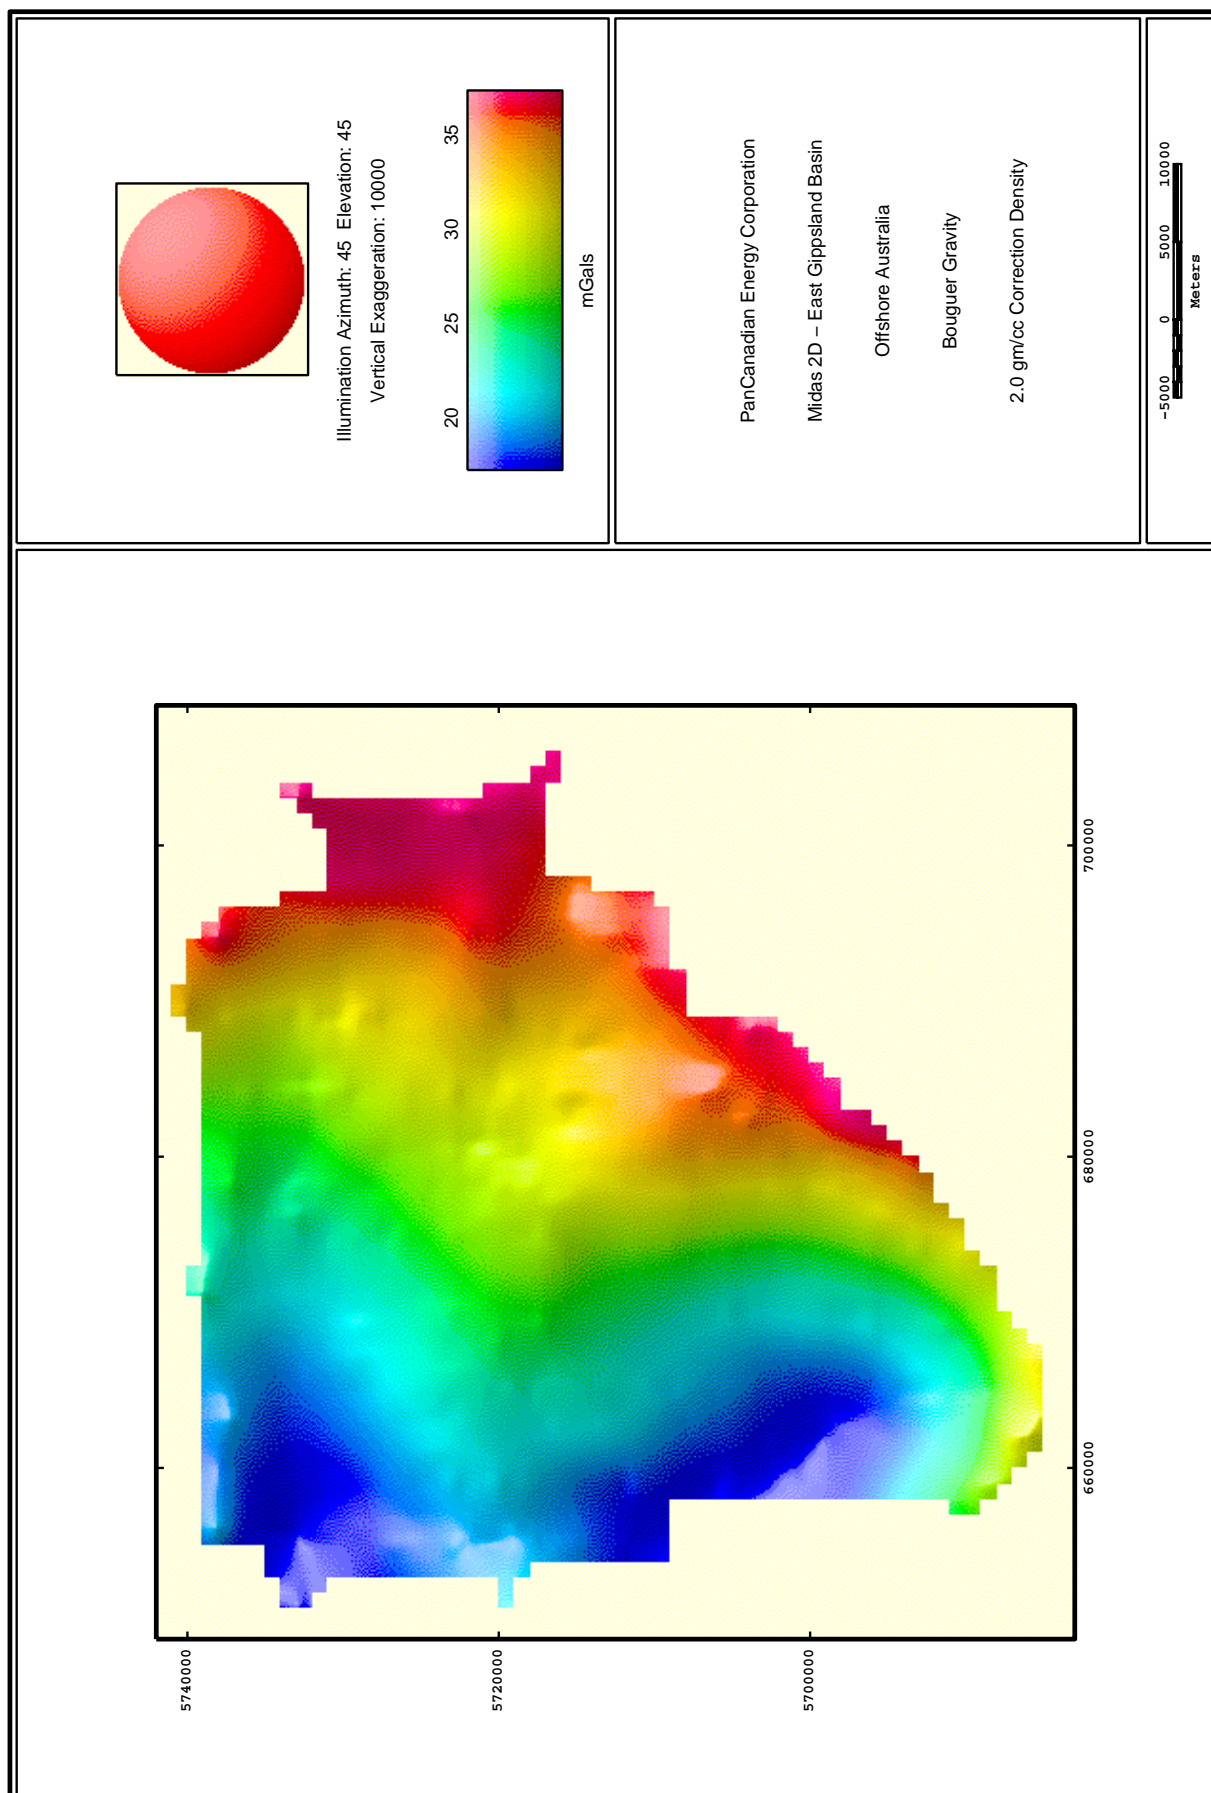 5740000
5720000
5700000
660000
680000
700000
Illumination Azimuth: 45 Elevation: 45
Vertical Exaggeration: 10000
20
25
30
35
mGals
PanCanadian Energy Corporation
Midas 2D – East Gippsland Basin
Offshore Australia
Bouguer Gravity
2.0 gm/cc Correction Density
-5000
0
5000
10000
Meters